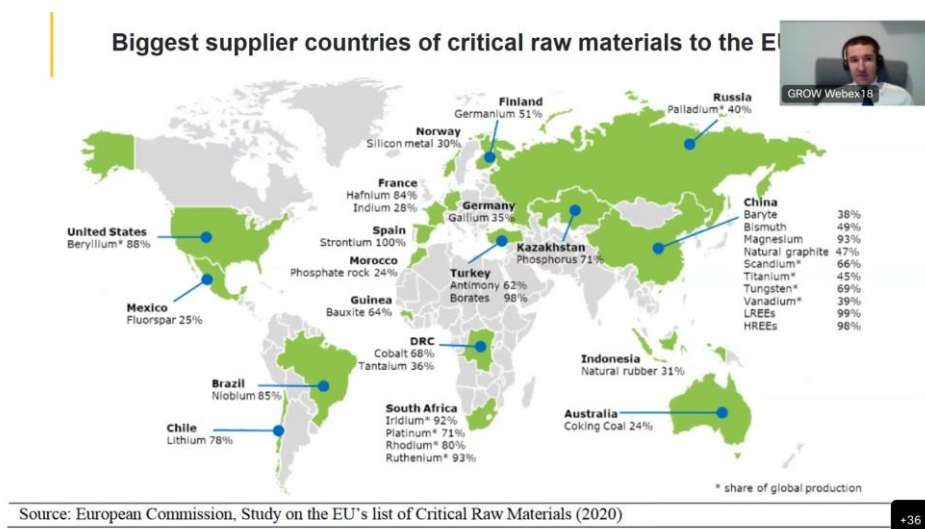 Biggest supplier countries of critical raw materials to the EU
GROW Webex18
Finland
Germanium 51%
Russia
Palladium* 40%
Norway
Silicon metal 30%
France
Hafnium 84%
Indium 28%
Germany
Gallium 35%
Spain
Strontium 100%
Morocco
Phosphate rock 24%
Kazakhstan
Phosphorus 71%
Turkey
Antimony 62%
Borates 98%
China
Baryte 38%
Bismuth 49%
Magnesium 93%
Natural graphite 47%
Scandium* 66%
Titanium* 45%
Tungsten* 69%
Vanadium* 39%
LREEs 99%
HREEs 98%
United States
Beryllium* 88%
Mexico
Fluorspar 25%
Guinea
Bauxite 64%
DRC
Cobalt 68%
Tantalum 36%
Indonesia
Natural rubber 31%
Brazil
Niobium 85%
Chile
Lithium 78%
South Africa
Iridium* 92%
Platinum* 71%
Rhodium* 80%
Ruthenium* 93%
Australia
Coking Coal 24%
* share of global production
Source: European Commission, Study on the EU's list of Critical Raw Materials (2020)
+36